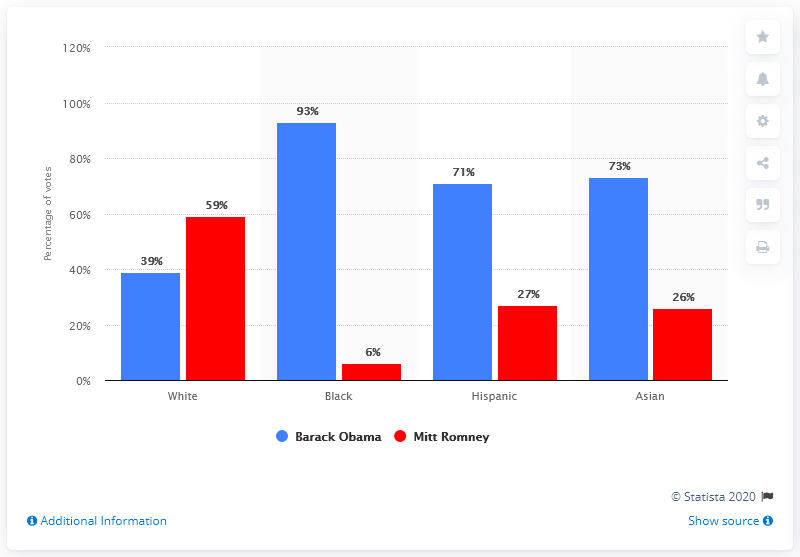 120%
100%
80%
60%
40%
20%
0%
Percentage of votes
39%
59%
93%
6%
71%
27%
73%
26%
White
Black
Hispanic
Asian
Barack Obama
Mitt Romney
© Statista 2020
Additional Information
Show source